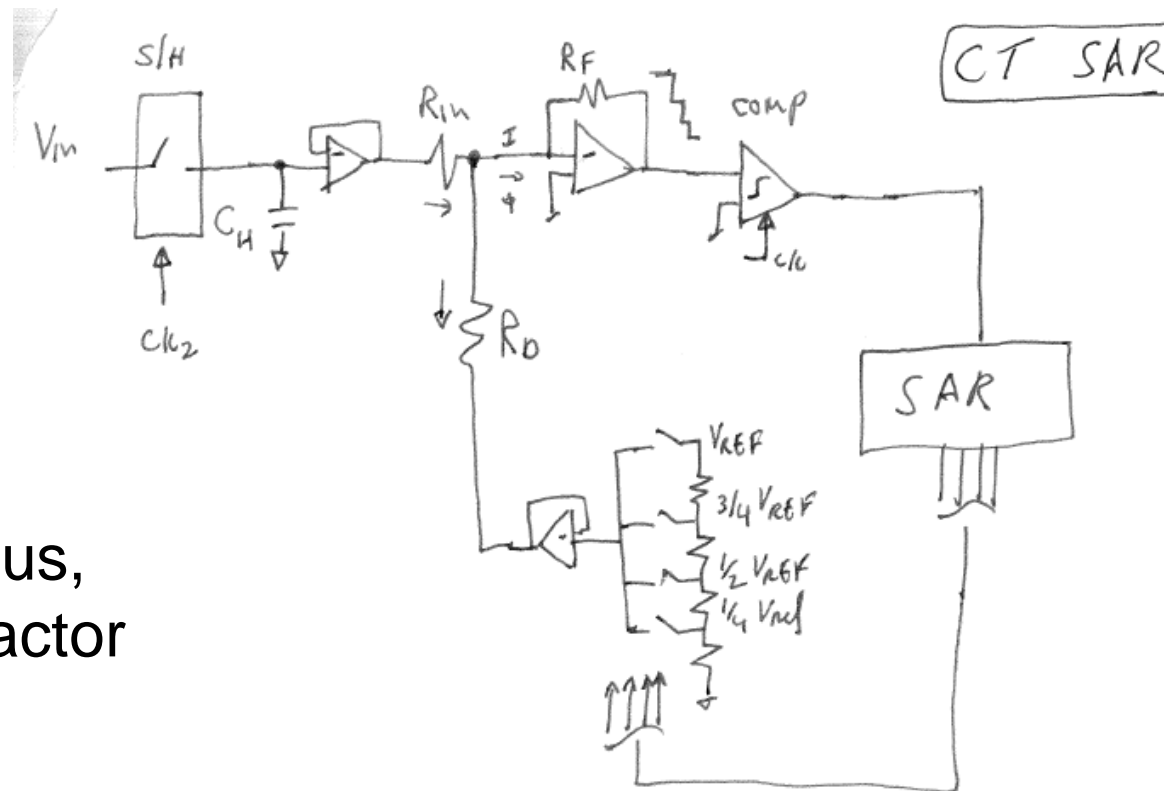 CT SAR
S/H
Vin
CH
Ck2
Rin
I
RF
comp
clk
RD
SAR
VREF
3/4 VREF
1/2 VREF
1/4 Vref
us,
actor